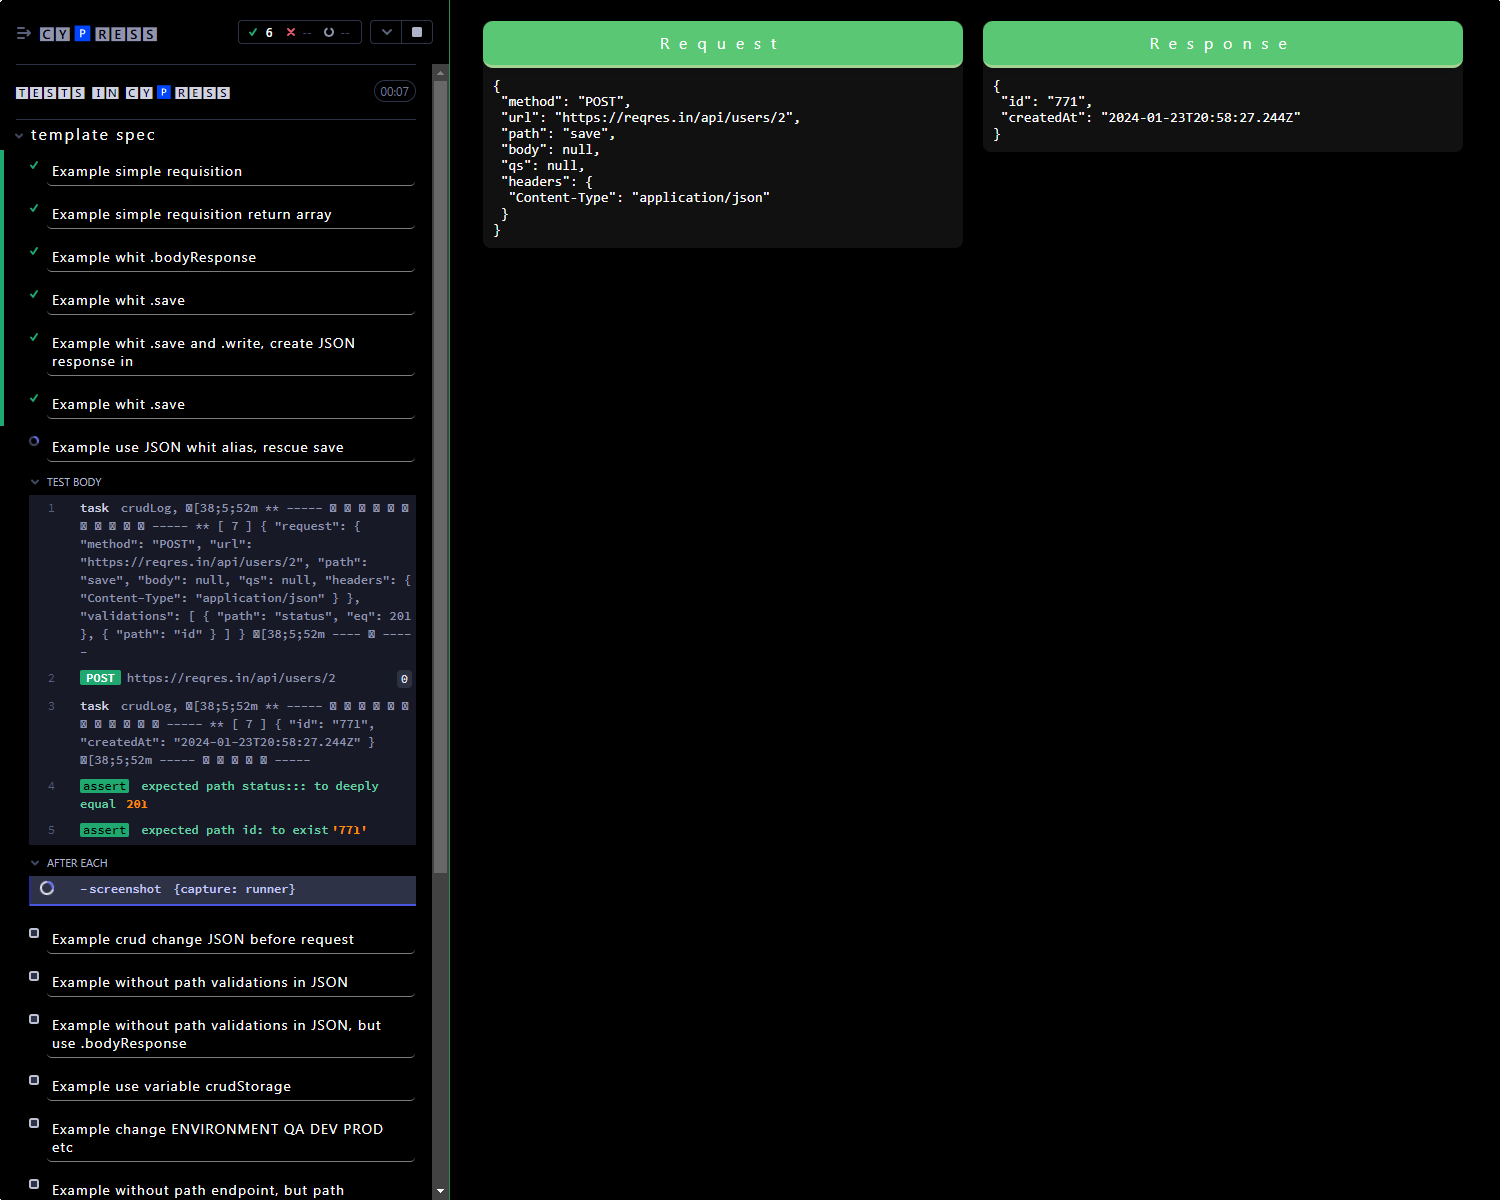 CYPRESS
6 -- --
TESTS IN CYPRESS
00:07
template spec
Example simple requisition
Example simple requisition return array
Example whit .bodyResponse
Example whit .save
Example whit .save and .write, create JSON
response in
Example whit .save
Example use JSON whit alias, rescue save
TEST BODY
1 task crudLog, [38;5;52m ** -----
----- ** [ 7 ] { "request": {
"method": "POST", "url":
"https://reqres.in/api/users/2", "path":
"save", "body": null, "qs": null, "headers": {
"Content-Type": "application/json" } },
"validations": [ { "path": "status", "eq": 201
}, { "path": "id" } ] } [38;5;52m ---- ----
-
2 POST https://reqres.in/api/users/2 0
3 task crudLog, [38;5;52m ** -----
----- ** [ 7 ] { "id": "771",
"createdAt": "2024-01-23T20:58:27.244Z" }
[38;5;52m ----- -----
4 assert expected path status::: to deeply
equal 201
5 assert expected path id: to exist '771'
AFTER EACH
-screenshot {capture: runner}
Example crud change JSON before request
Example without path validations in JSON
Example without path validations in JSON, but
use .bodyResponse
Example use variable crudStorage
Example change ENVIRONMENT QA DEV PROD
etc
Example without path endpoint, but path
Request
{
"method": "POST",
"url": "https://reqres.in/api/users/2",
"path": "save",
"body": null,
"qs": null,
"headers": {
"Content-Type": "application/json"
}
}
Response
{
"id": "771",
"createdAt": "2024-01-23T20:58:27.244Z"
}